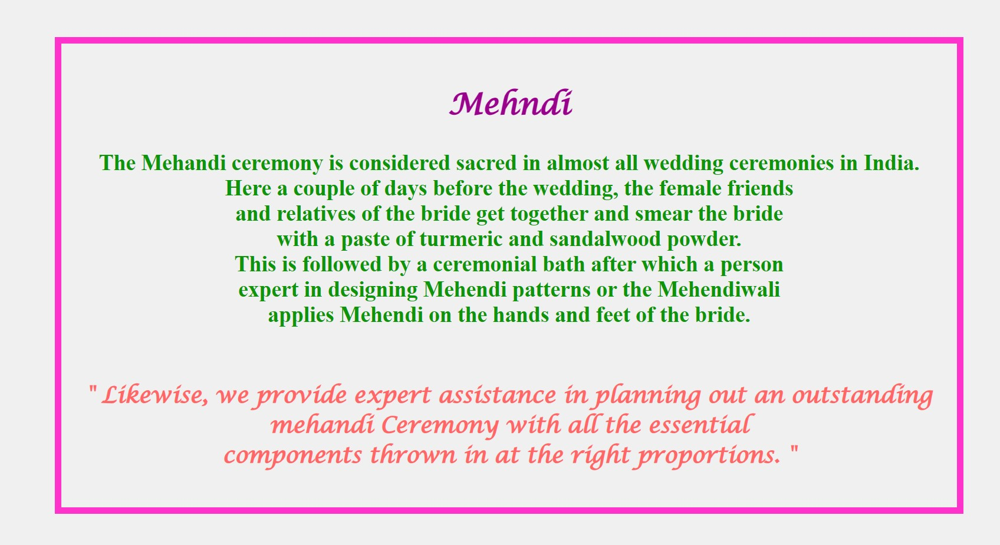 Mehndi
The Mehandi ceremony is considered sacred in almost all wedding ceremonies in India.
Here a couple of days before the wedding, the female friends
and relatives of the bride get together and smear the bride
with a paste of turmeric and sandalwood powder.
This is followed by a ceremonial bath after which a person
expert in designing Mehendi patterns or the Mehendiwali
applies Mehendi on the hands and feet of the bride.
" Likewise, we provide expert assistance in planning out an outstanding
mehandi Ceremony with all the essential
components thrown in at the right proportions. "